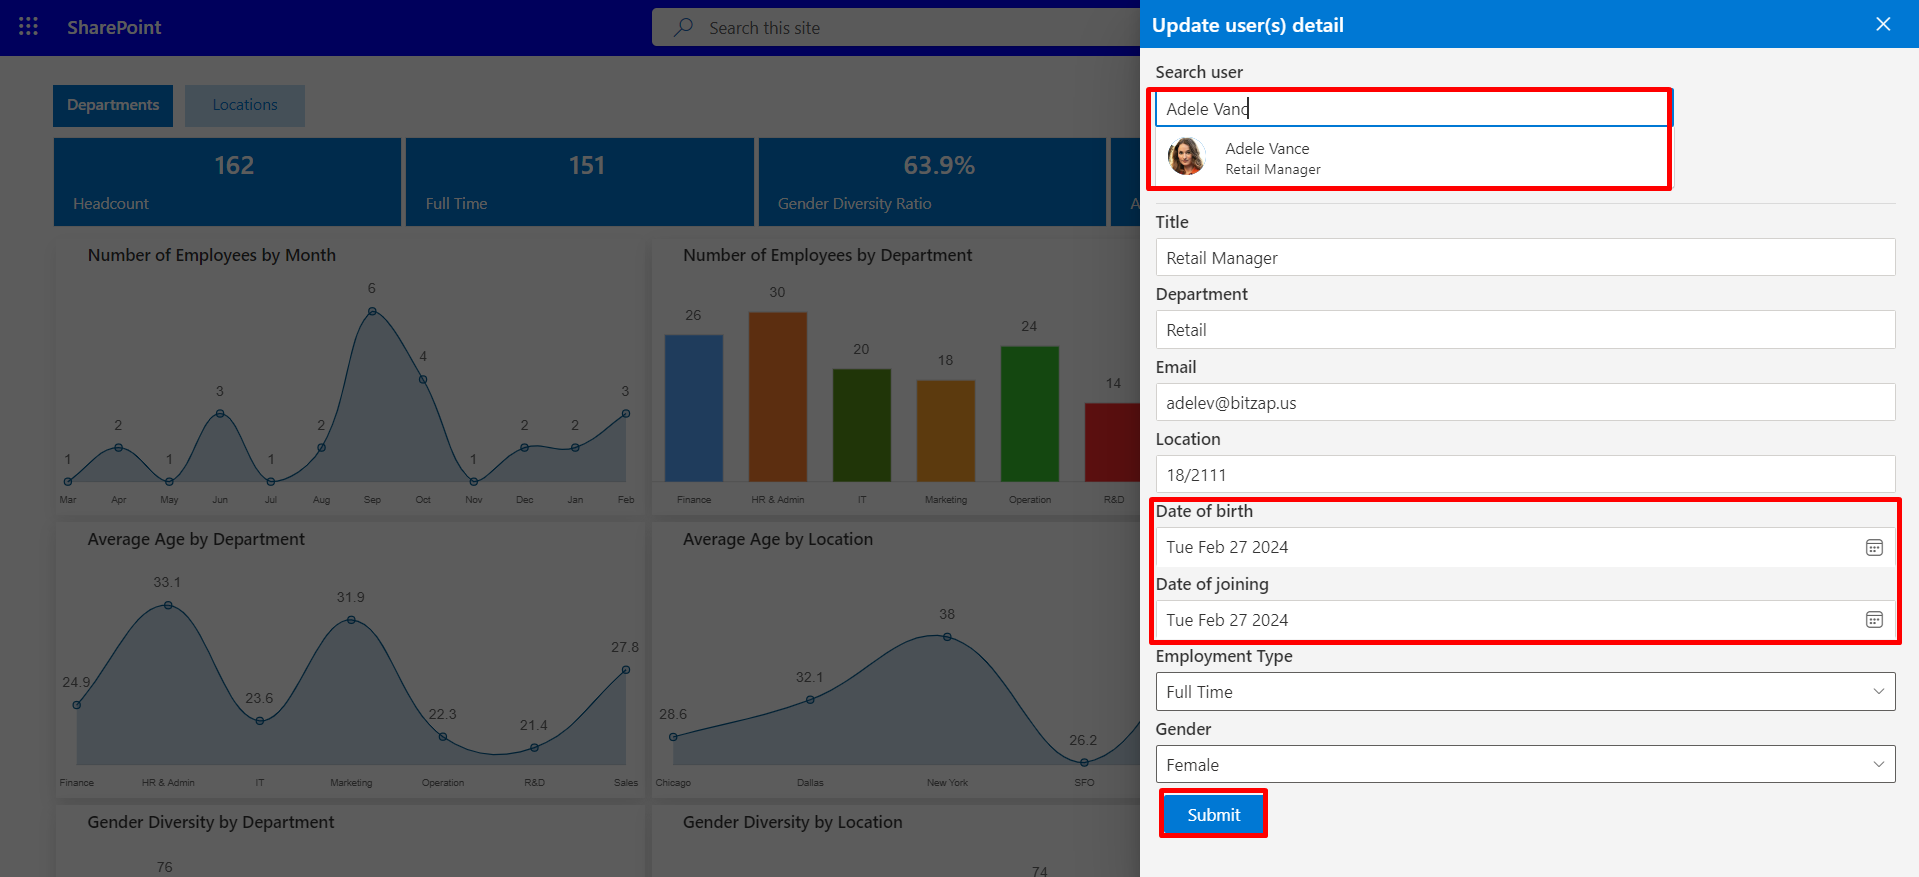 SharePoint
Search this site
Departments
Locations
162
Headcount
151
Full Time
63.9%
Gender Diversity Ratio
A
Number of Employees by Month
1
2
1
3
1
2
6
4
1
2
2
3
Mar Apr May Jun Jul Aug Sep Oct Nov Dec Jan Feb
Number of Employees by Department
26
30
20
18
24
14
Finance HR & Admin IT Marketing Operation R&D
Average Age by Department
24.9
33.1
23.6
31.9
22.3
21.4
27.8
Finance HR & Admin IT Marketing Operation R&D Sales
Average Age by Location
28.6
32.1
38
26.2
Chicago Dallas New York SFO
Gender Diversity by Department
76
Gender Diversity by Location
74
Update user(s) detail
Search user
Adele Vanc
Adele Vance
Retail Manager
Title
Retail Manager
Department
Retail
Email
adelev@bitzap.us
Location
18/2111
Date of birth
Tue Feb 27 2024
Date of joining
Tue Feb 27 2024
Employment Type
Full Time
Gender
Female
Submit